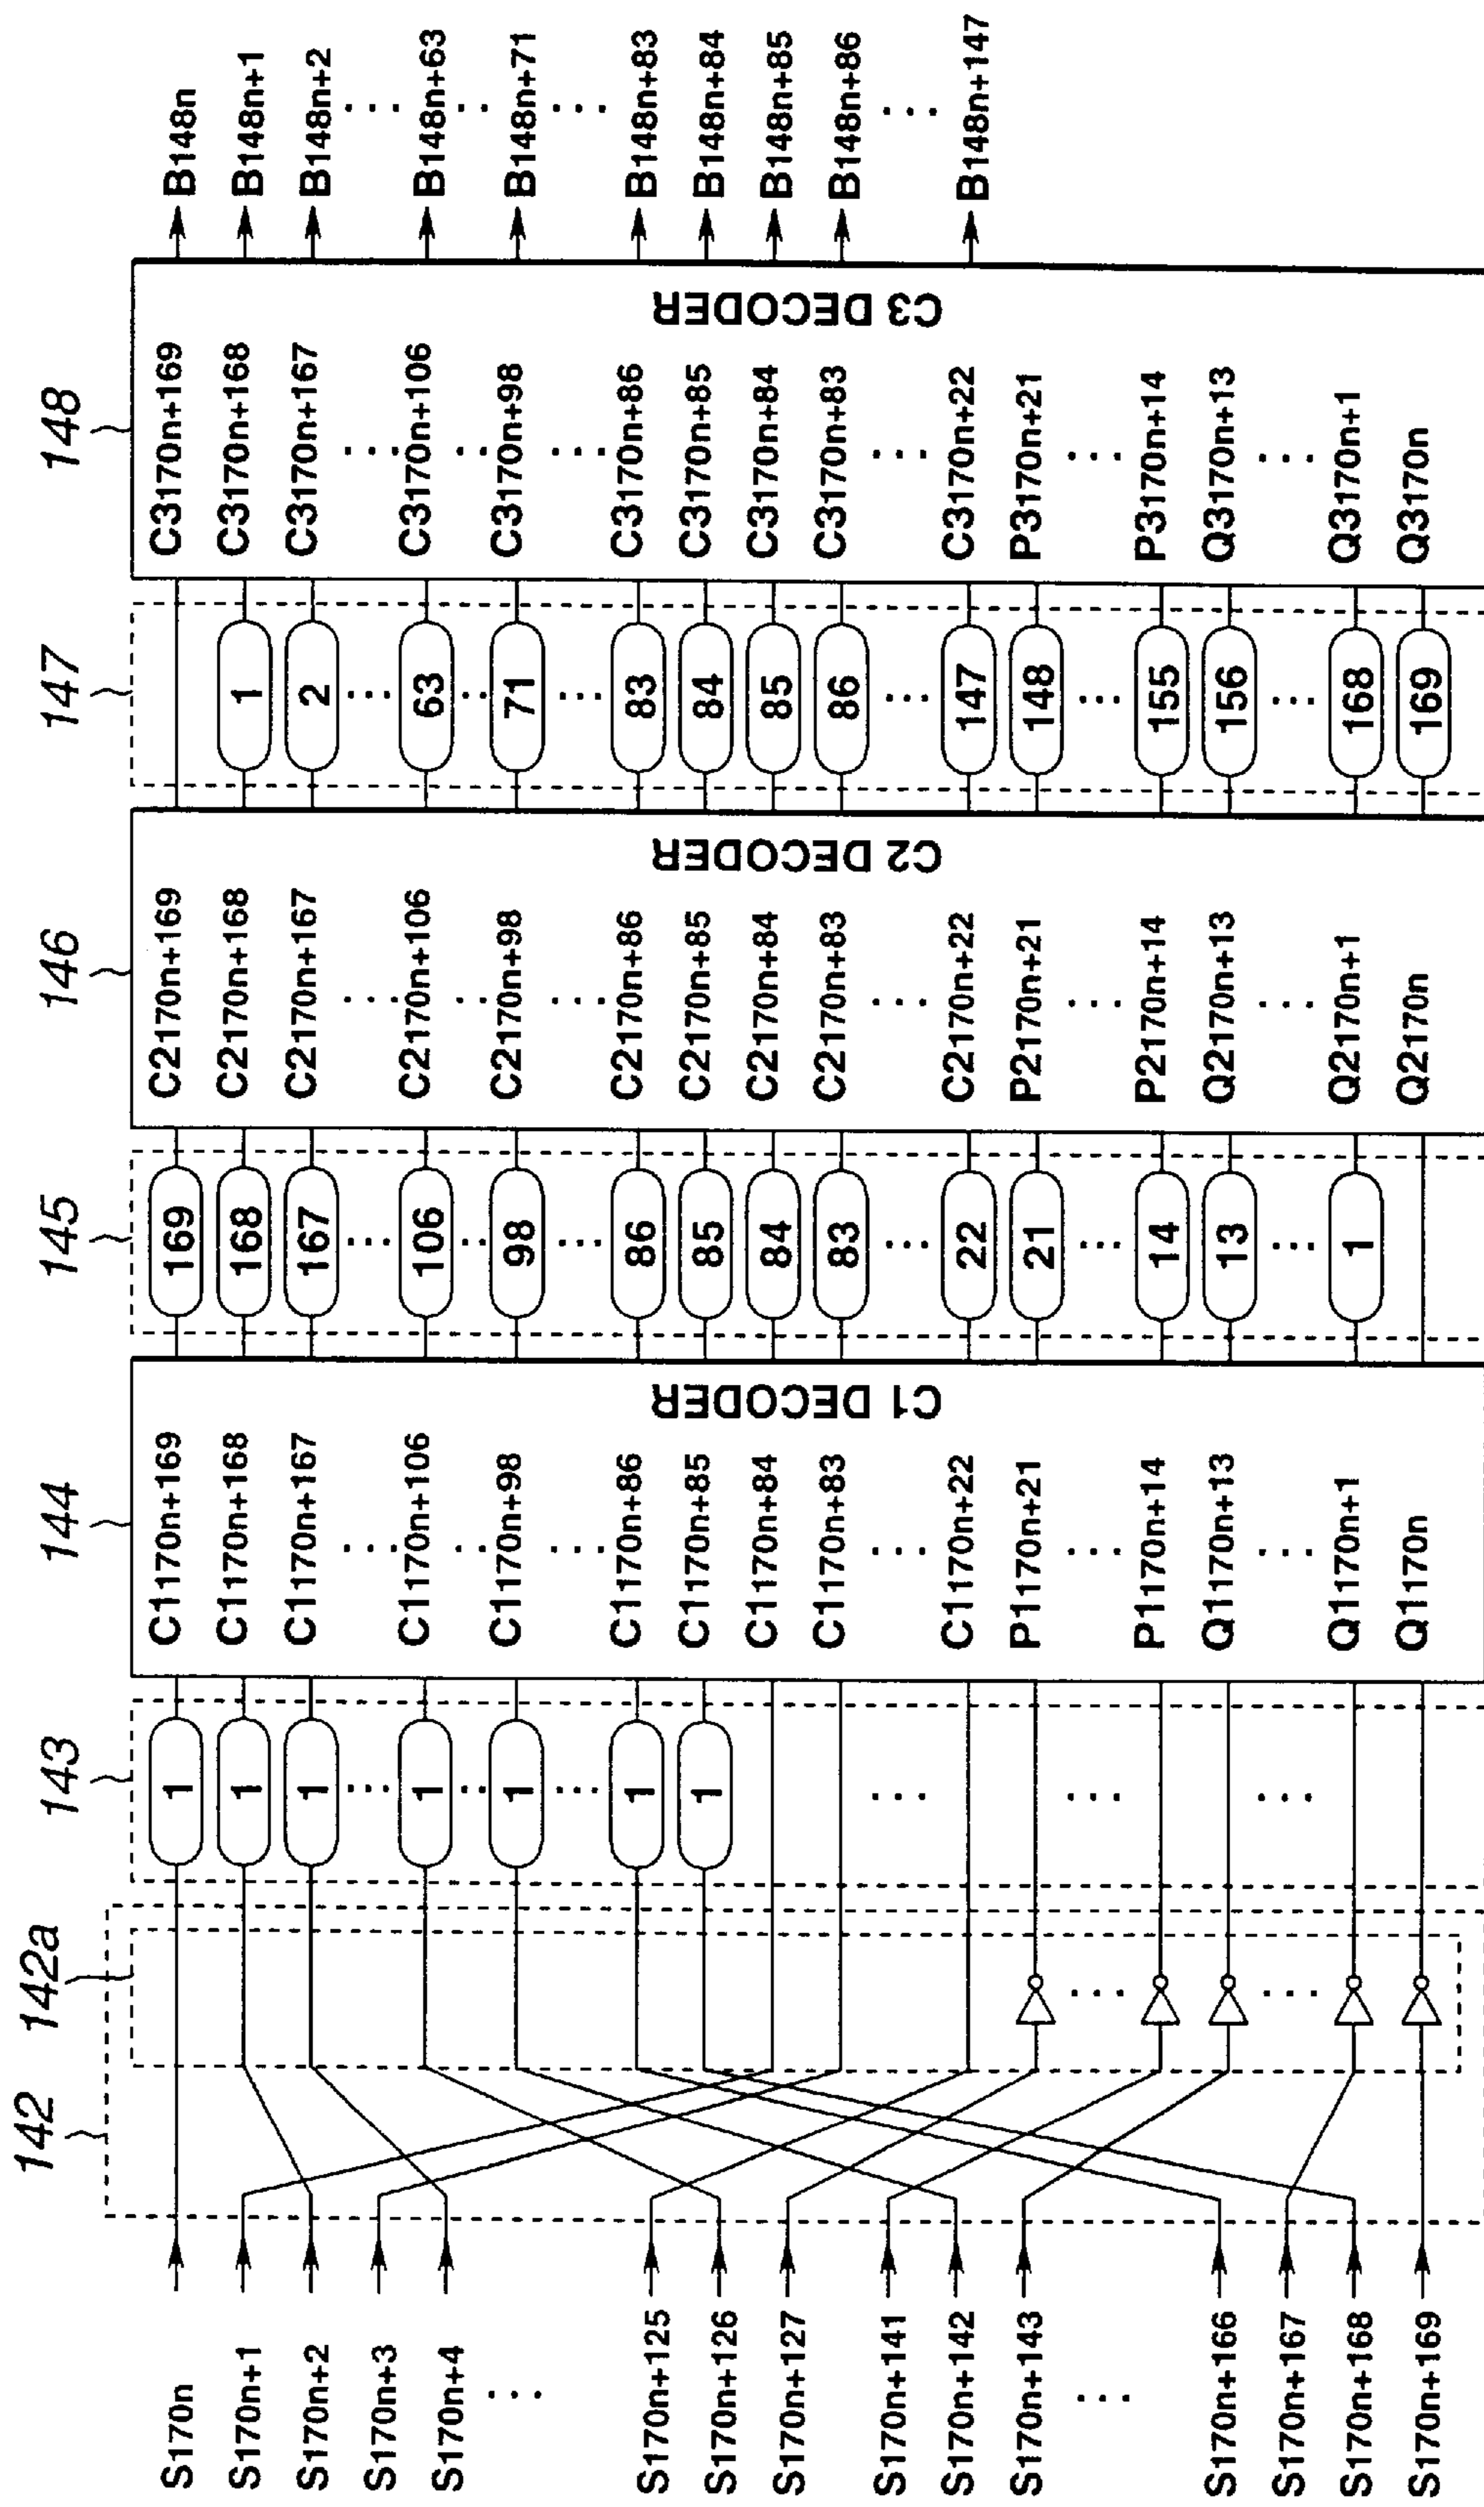 142
142a
143
144
145
146
147
148
S170n
S170n+1
S170n+2
S170n+3
S170n+4
...
S170n+125
S170n+126
S170n+127
S170n+141
S170n+142
S170n+143
...
S170n+166
S170n+167
S170n+168
S170n+169
... ...
1
1
1
...
1
..
1
...
1
1
...
...
...
C1170n+169
C1170n+168
C1170n+167
...
C1170n+106
..
C1170n+98
...
C1170n+86
C1170n+85
C1170n+84
C1170n+83
...
C1170n+22
P1170n+21
...
P1170n+14
Q1170n+13
...
Q1170n+1
Q1170n
C1 DECODER
169
168
167
...
106
..
98
...
86
85
84
83
...
22
21
...
14
13
...
1
C2170n+169
C2170n+168
C2170n+167
...
C2170n+106
..
C2170n+98
...
C2170n+86
C2170n+85
C2170n+84
C2170n+83
...
C2170n+22
P2170n+21
...
P2170n+14
Q2170n+13
...
Q2170n+1
Q2170n
C2 DECODER
1
2
...
63
..
71
...
83
84
85
86
...
147
148
...
155
156
...
168
169
C3170n+169
C3170n+168
C3170n+167
...
C3170n+106
..
C3170n+98
...
C3170n+86
C3170n+85
C3170n+84
C3170n+83
...
C3170n+22
P3170n+21
...
P3170n+14
Q3170n+13
...
Q3170n+1
Q3170n
C3 DECODER
B148n
B148n+1
B148n+2
...
B148n+63
..
B148n+71
...
B148n+83
B148n+84
B148n+85
B148n+86
...
B148n+147